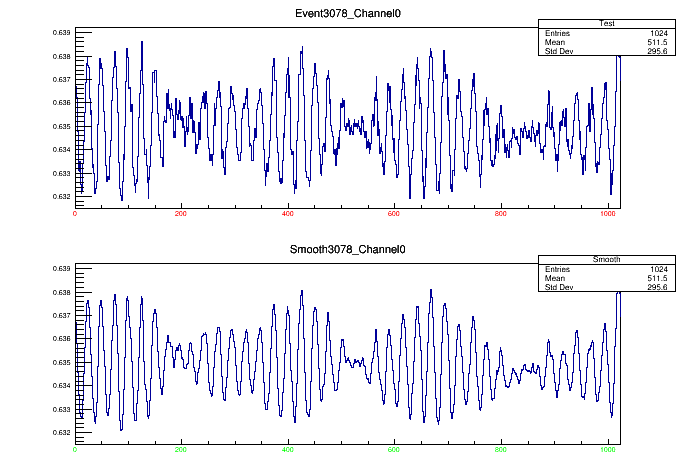 Event3078_Channel0
Test
Entries 1024
Mean 511.5
Std Dev 295.6
0.639
0.638
0.637
0.636
0.635
0.634
0.633
0.632
0 200 400 600 800 1000
Smooth3078_Channel0
Smooth
Entries 1024
Mean 511.5
Std Dev 295.6
0.639
0.638
0.637
0.636
0.635
0.634
0.633
0.632
0 200 400 600 800 1000